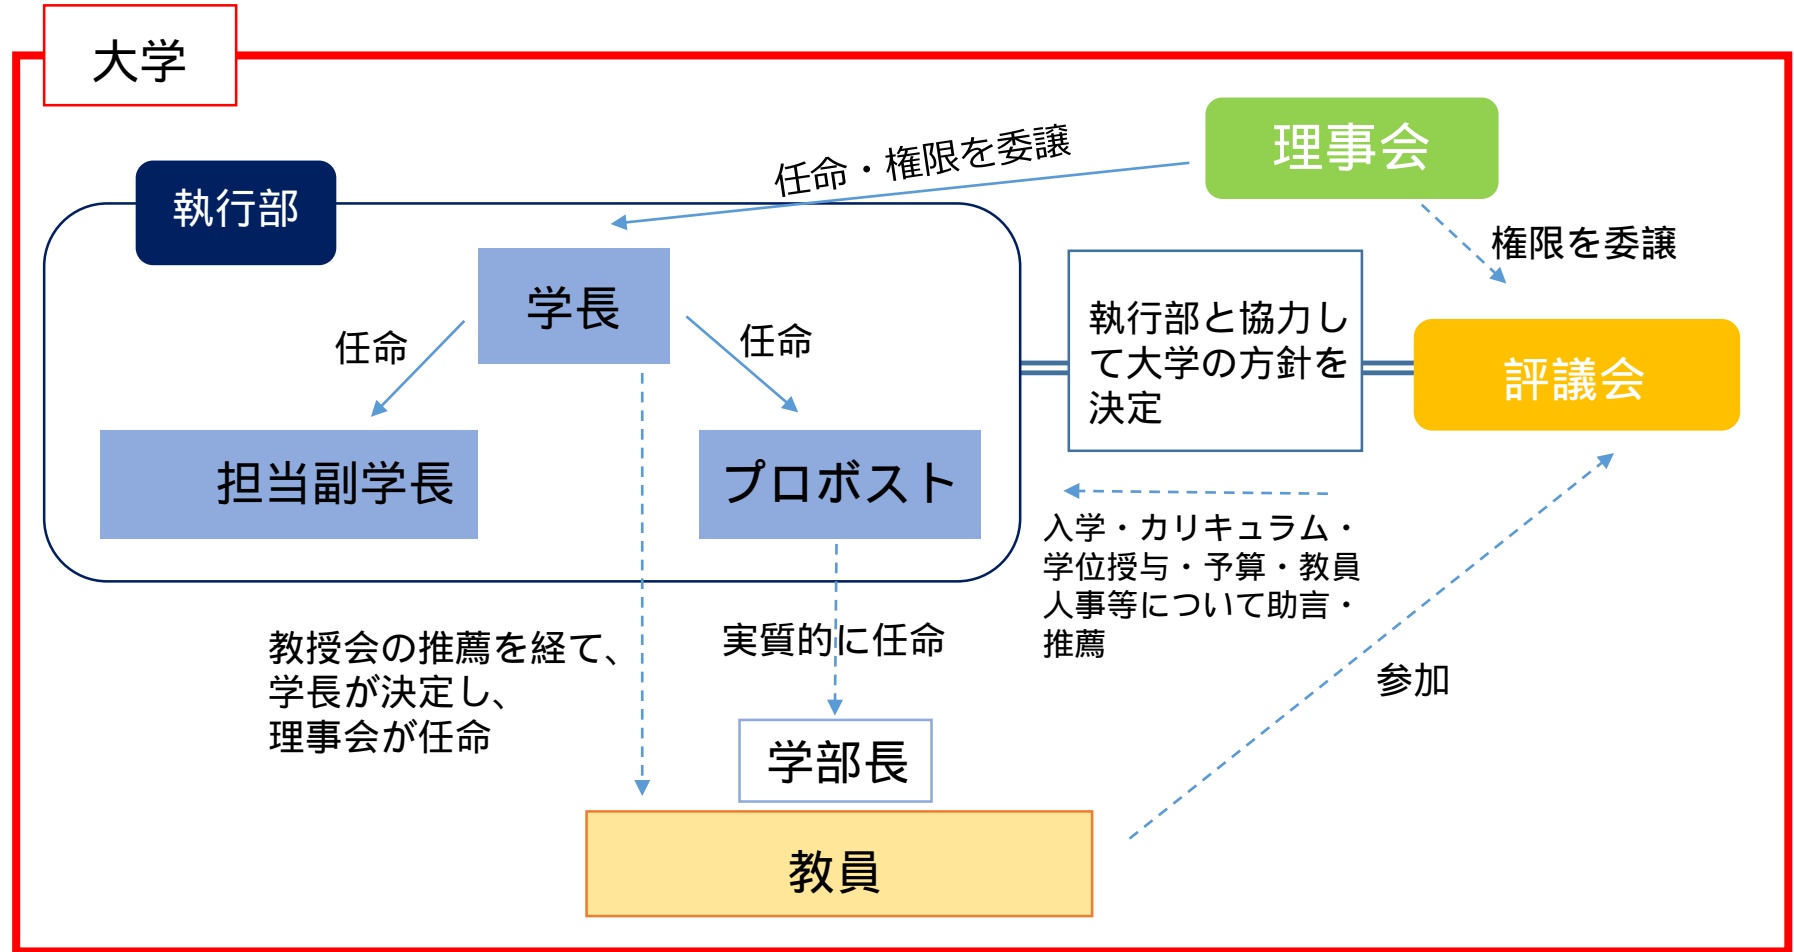 大学
理事会
任命・権限を委譲
執行部
権限を委譲
学長
任命
任命
執行部と協力し
て大学の方針を
決定
評議会
担当副学長
プロボスト
入学・カリキュラム・
学位授与・予算・教員
人事等について助言・
推薦
実質的に任命
教授会の推薦を経て、
学長が決定し、
理事会が任命
参加
学部長
教員